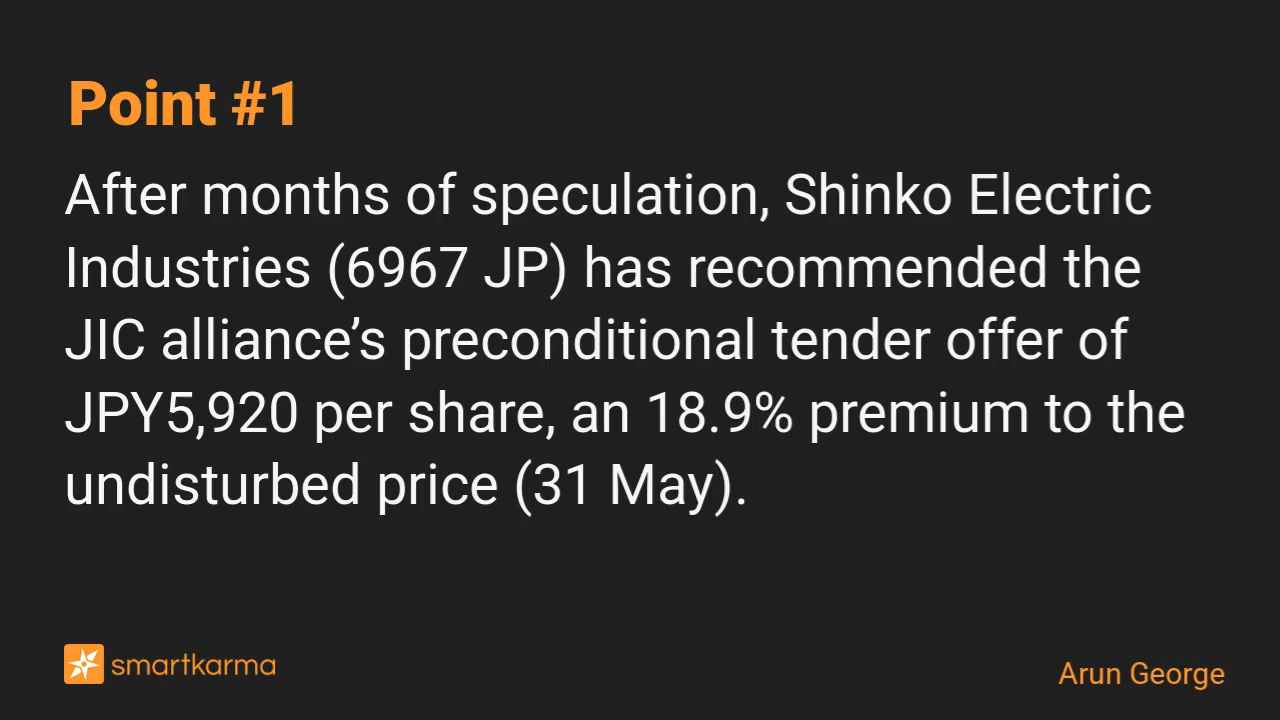 Point #1
After months of speculation, Shinko Electric
Industries (6967 JP) has recommended the
JIC alliance’s preconditional tender offer of
JPY5,920 per share, an 18.9% premium to the
undisturbed price (31 May).
smartkarma
Arun George